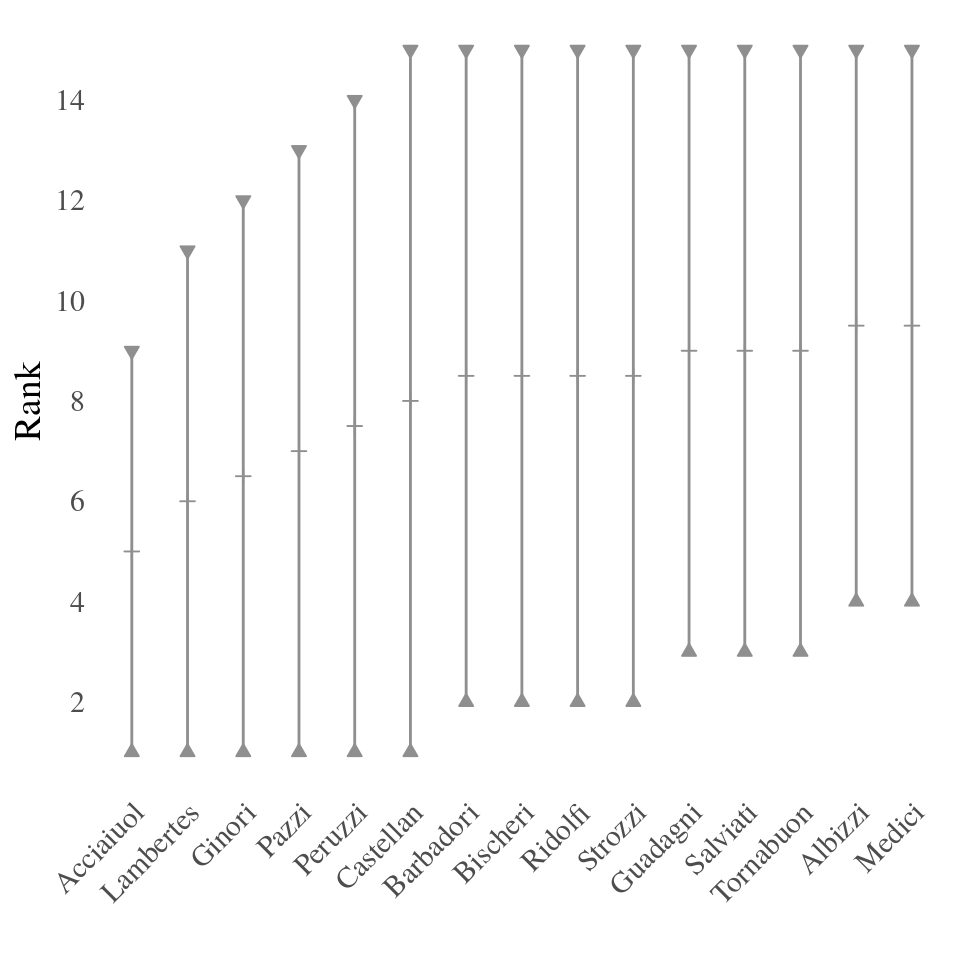 14
12
10
8
6
4
2
Rank
Acciaiuol
Lambertes
Ginori
Pazzi
Peruzzi
Castellan
Barbadori
Bischeri
Ridolfi
Strozzi
Guadagni
Salviati
Tornabuon
Albizzi
Medici